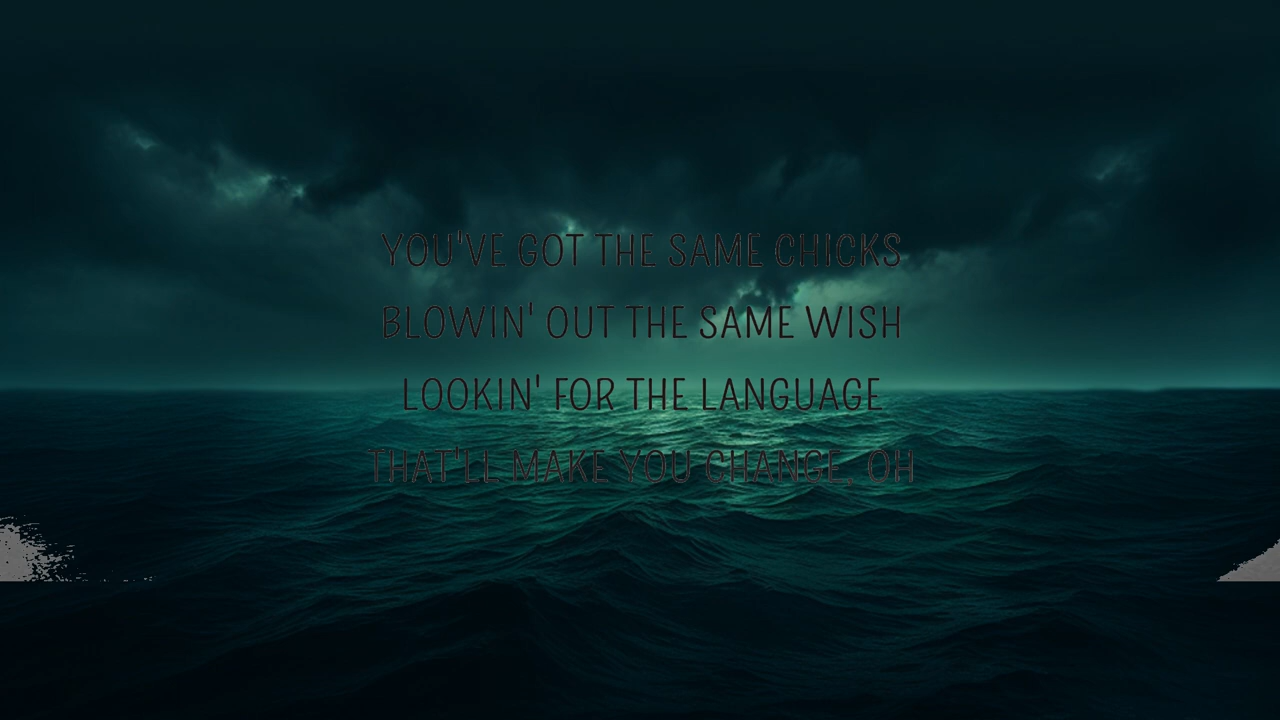 YOU'VE GOT THE SAME CHICKS
BLOWIN' OUT THE SAME WISH
LOOKIN' FOR THE LANGUAGE
THAT'LL MAKE YOU CHANGE, OH